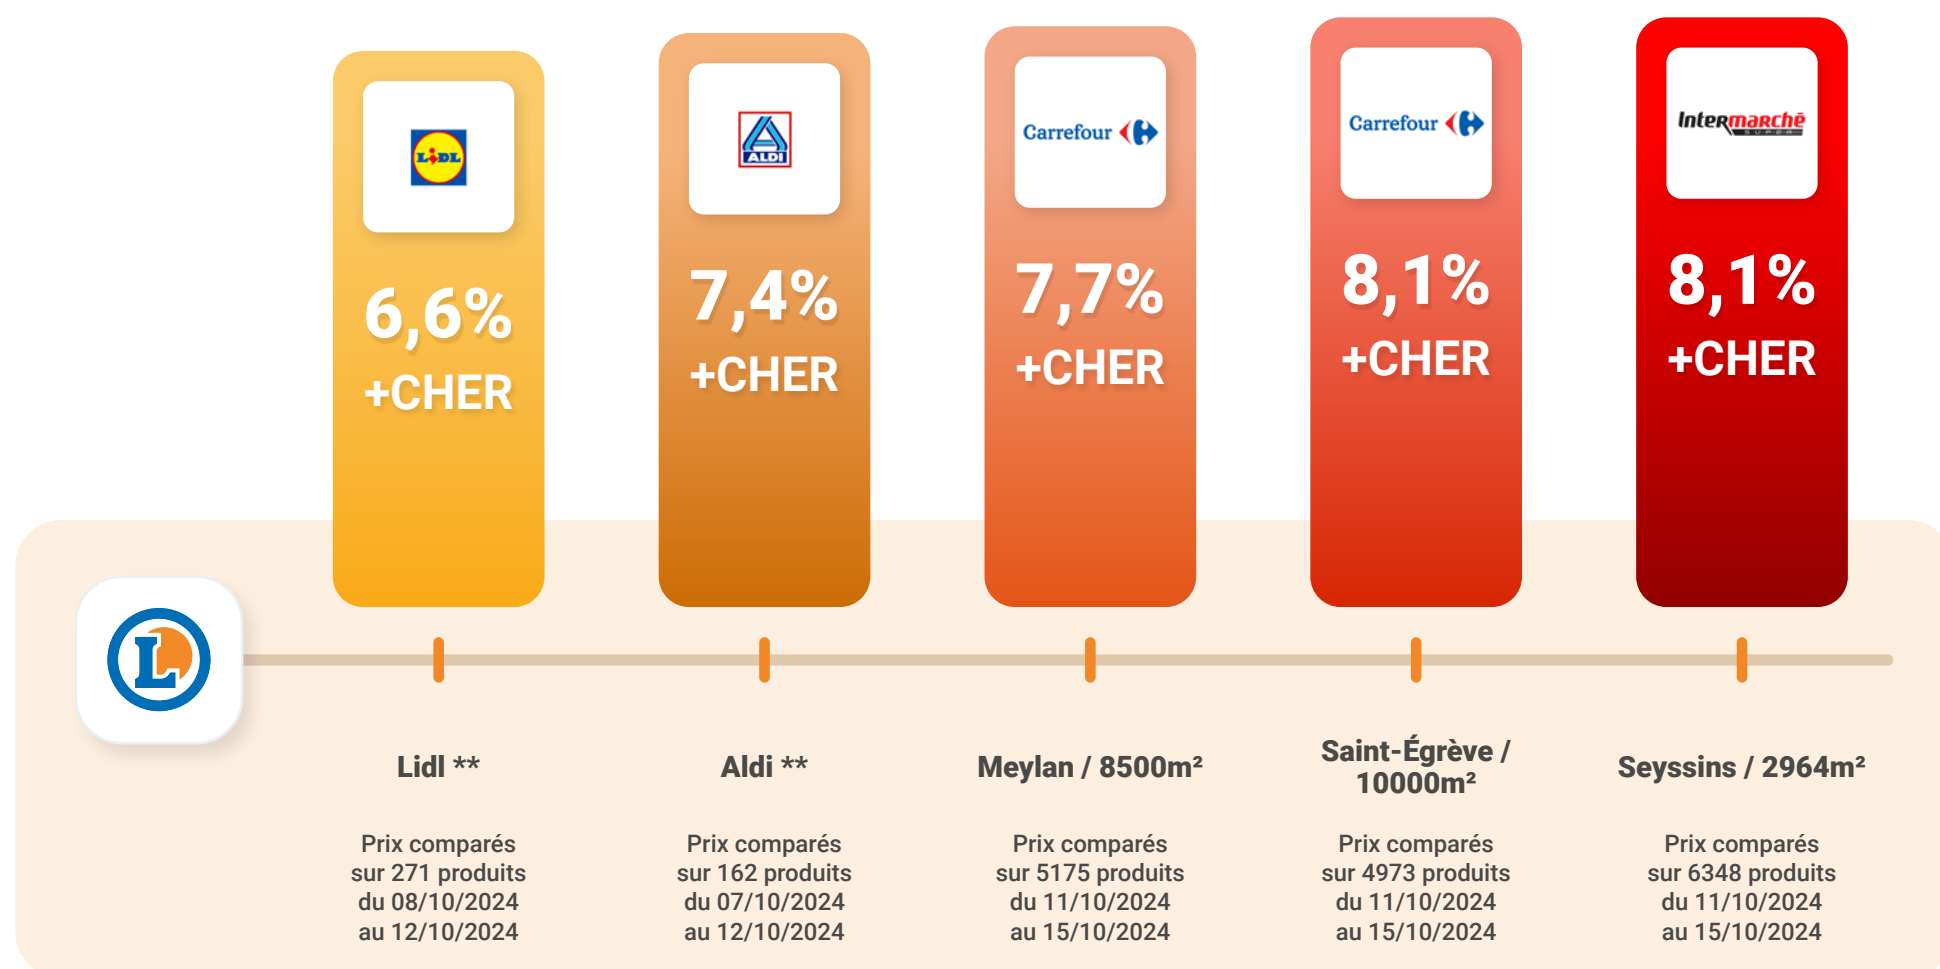 LIDL
6,6%
+CHER
ALDI
7,4%
+CHER
Carrefour
7,7%
+CHER
Carrefour
8,1%
+CHER
Intermarchē
SUPER
8,1%
+CHER
L
Lidl **
Prix comparés
sur 271 produits
du 08/10/2024
au 12/10/2024
Aldi **
Prix comparés
sur 162 produits
du 07/10/2024
au 12/10/2024
Meylan / 8500m²
Prix comparés
sur 5175 produits
du 11/10/2024
au 15/10/2024
Saint-Égrève /
10000m²
Prix comparés
sur 4973 produits
du 11/10/2024
au 15/10/2024
Seyssins / 2964m²
Prix comparés
sur 6348 produits
du 11/10/2024
au 15/10/2024